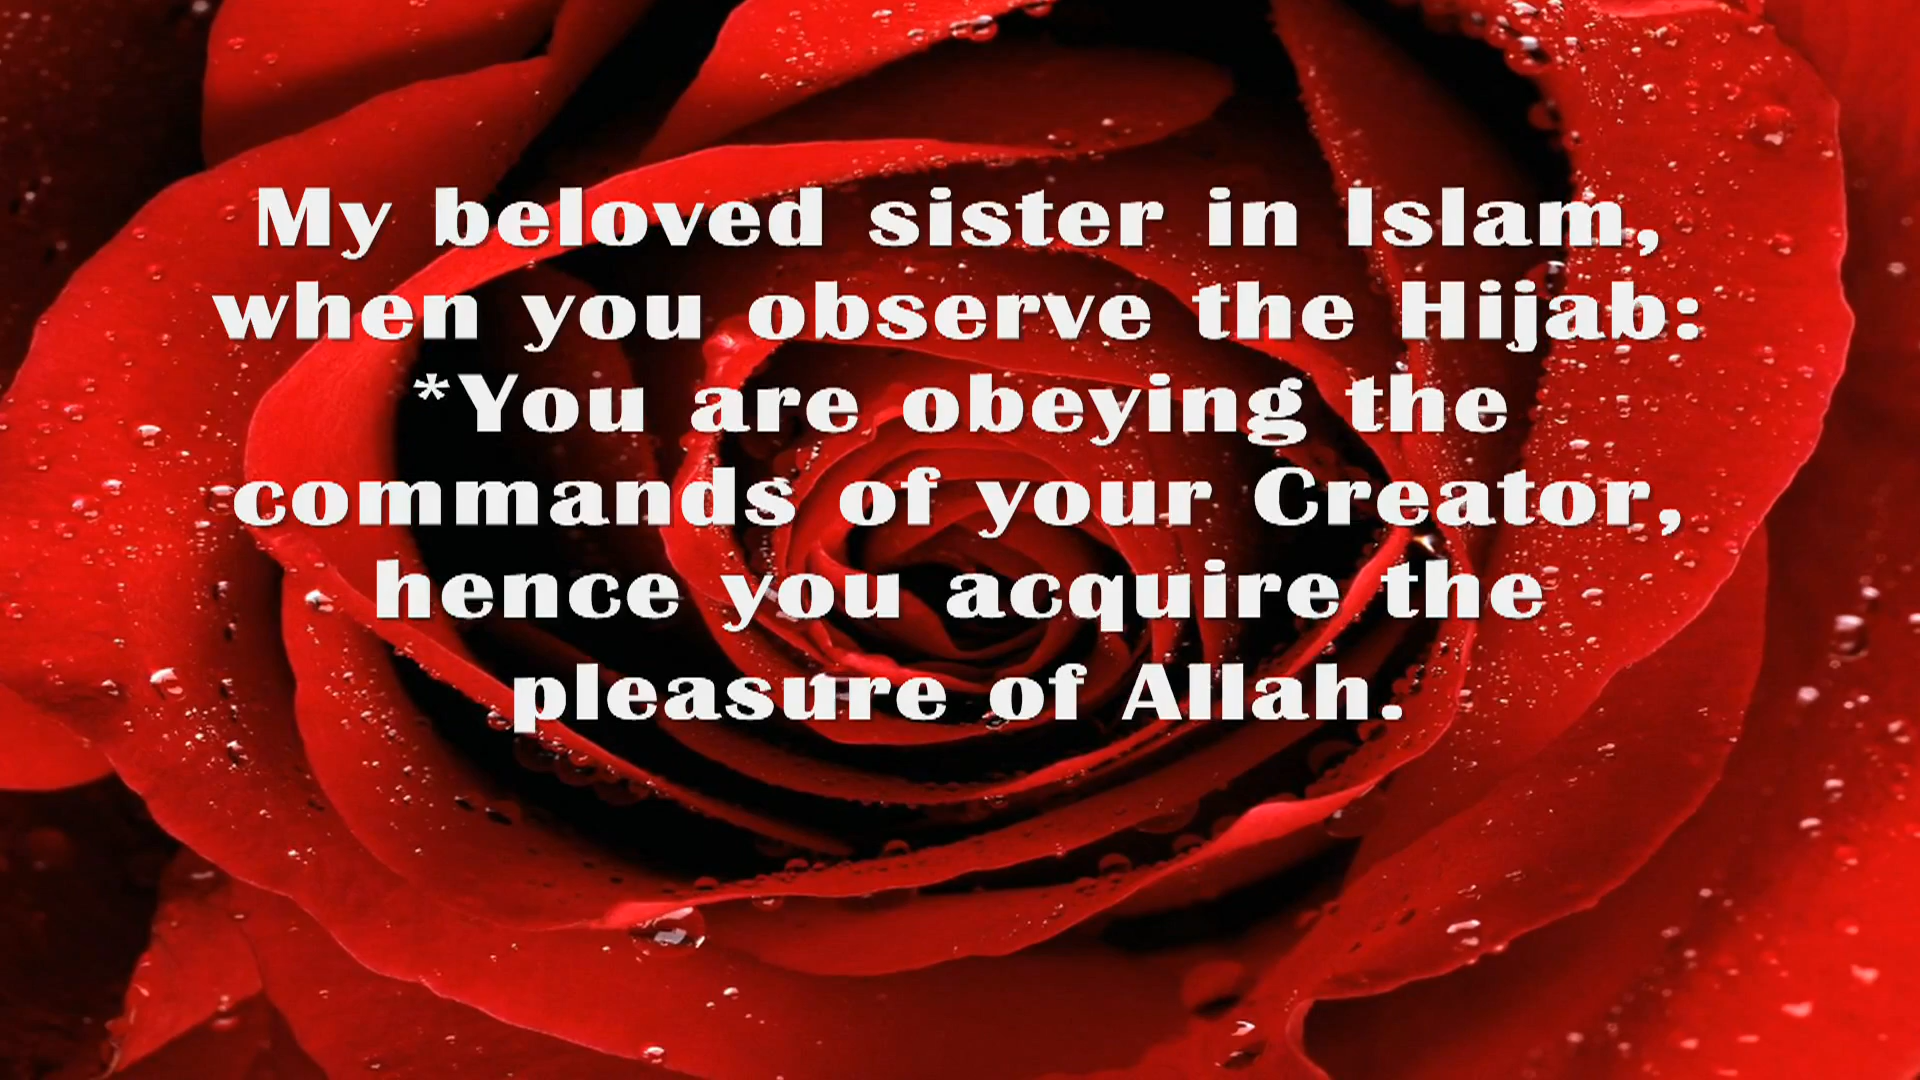 My beloved sister in Islam,
when you observe the Hijab:
*You are obeying the
commands of your Creator,
hence you acquire the
pleasure of Allah.